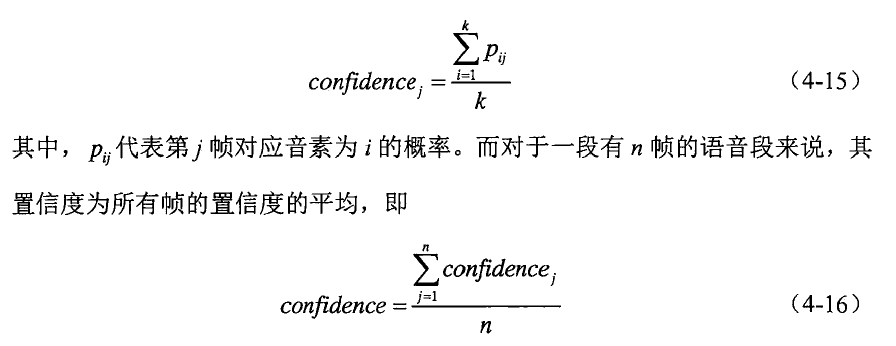 $$confidence_j = \frac{\sum_{i=1}^{k} p_{ij}}{k}$$ （4-15）
其中， $p_{ij}$ 代表第 $j$ 帧对应音素为 $i$ 的概率。而对于一段有 $n$ 帧的语音段来说，其
置信度为所有帧的置信度的平均，即
$$confidence = \frac{\sum_{j=1}^{n} confidence_j}{n}$$ （4-16）